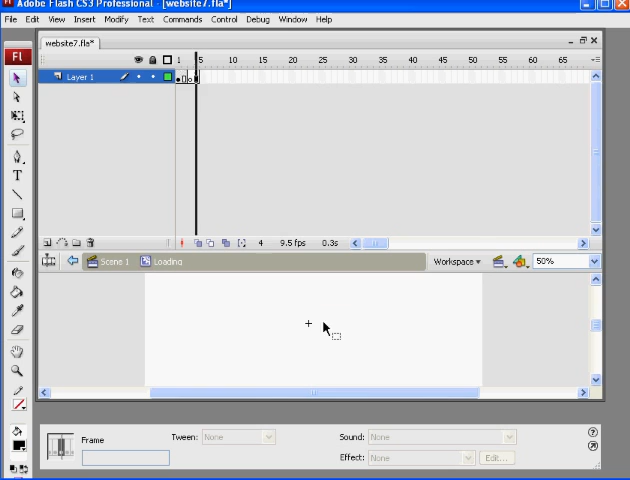 Adobe Flash CS3 Professional - [website7.fla*]
File Edit View Insert Modify Text Commands Control Debug Window Help
website7.fla*
Fl
1 5 10 15 20 25 30 35 40 45 50 55 60 65
Layer 1
T
4 9.5 fps 0.3s
Scene 1 Loading Workspace 50%
Frame Tween: None Sound: None
Effect: None Edit...